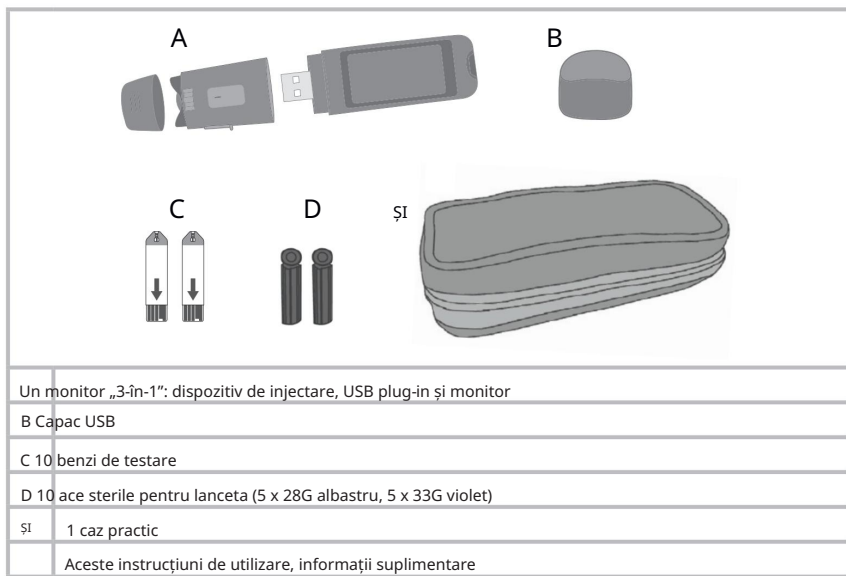 A
B
C
D
ȘI
Un monitor „3-în-1”: dispozitiv de injectare, USB plug-in și monitor
B Capac USB
C 10 benzi de testare
D 10 ace sterile pentru lanceta (5 x 28G albastru, 5 x 33G violet)
ȘI 1 caz practic
Aceste instrucțiuni de utilizare, informații suplimentare